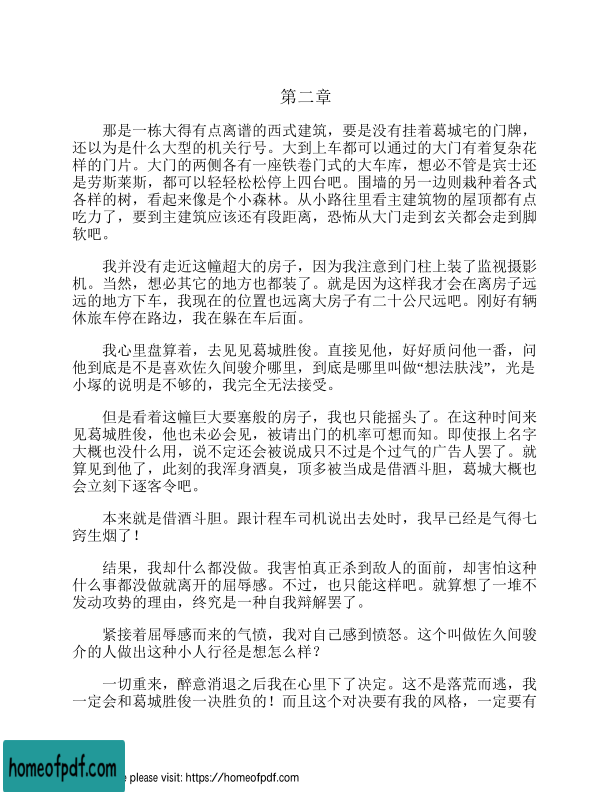 第二章
那是一栋大得有点离谱的西式建筑，要是没有挂着葛城宅的门牌，
还以为是什么大型的机关行号。大到上车都可以通过的大门有着复杂花
样的门片。大门的两侧各有一座铁卷门式的大车库，想必不管是宾士还
是劳斯莱斯，都可以轻轻松松停上四台吧。围墙的另一边则栽种着各式
各样的树，看起来像是个小森林。从小路往里看主建筑物的屋顶都有点
吃力了，要到主建筑应该还有段距离，恐怕从大门走到玄关都会走到脚
软吧。
我并没有走近这幢超大的房子，因为我注意到门柱上装了监视摄影
机。当然，想必其它的地方也都装了。就是因为这样我才会在离房子远
远的地方下车，我现在的位置也远离大房子有二十公尺远吧。刚好有辆
休旅车停在路边，我在躲在车后面。
我心里盘算着，去见见葛城胜俊。直接见他，好好质问他一番，问
他到底是不是喜欢佐久间骏介哪里，到底是哪里叫做“想法肤浅”，光是
小塚的说明是不够的，我完全无法接受。
但是看着这幢巨大要塞般的房子，我也只能摇头了。在这种时间来
见葛城胜俊，他也未必会见，被请出门的机率可想而知。即使报上名字
大概也没什么用，说不定还会被说成只不过是个过气的广告人罢了。就
算见到他了，此刻的我浑身酒臭，顶多被当成是借酒斗胆，葛城大概也
会立刻下逐客令吧。
本来就是借酒斗胆。跟计程车司机说出去处时，我早已经是气得七
窍生烟了！
结果，我却什么都没做。我害怕真正杀到敌人的面前，却害怕这种
什么事都没做就离开的屈辱感。不过，也只能这样吧。就算想了一堆不
发动攻势的理由，终究是一种自我辩解罢了。
紧接着屈辱感而来的气愤，我对自己感到愤怒。这个叫做佐久间骏
介的人做出这种小人行径是想怎么样？
一切重来，醉意消退之后我在心里下了决定。这不是落荒而逃，我
一定会和葛城胜俊一决胜负的！而且这个对决要有我的风格，一定要有
homeofpdf.com
e please visit: https://homeofpdf.com